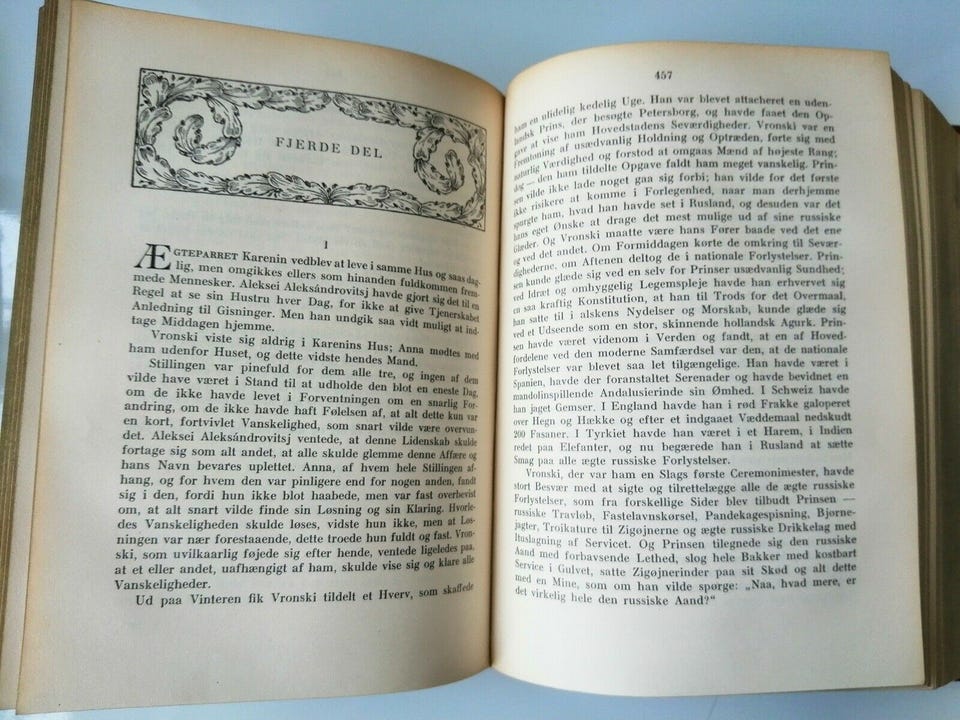 FJERDE DEL
I
ÆGTEPARRET Karenin vedblev at leve i samme Hus og saas dag-
lig, men omgikkes ellers som hinanden fuldkommen frem-
mede Mennesker. Aleksei Aleksándrovitsj havde gjort sig det til en
Regel at se sin Hustru hver Dag, for ikke at give Tjenerskabet
Anledning til Gisninger. Men han undgik saa vidt muligt at ind-
tage Middagen hjemme.
Vronski viste sig aldrig i Karenins Hus; Anna mødtes med
ham udenfor Huset, og dette vidste hendes Mand.
Stillingen var pinefuld for dem alle tre, og ingen af dem
vilde have været i Stand til at udholde den blot en eneste Dag,
om de ikke havde levet i Forventningen om en snarlig For-
andring, om de ikke havde haft Følelsen af, at alt dette kun var
en kort, fortvivlet Vanskelighed, som snart vilde være overvun-
det. Aleksei Aleksándrovitsj ventede, at denne Lidenskab skulde
fortage sig som alt andet, at alle skulde glemme denne Affære og
hans Navn bevares uplettet. Anna, af hvem hele Stillingen af-
hang, og for hvem den var pinligere end for nogen anden, fandt
sig i den, fordi hun ikke blot haabede, men var fast overbevist
om, at alt snart vilde finde sin Løsning og sin Klaring. Hvorle-
des Vanskeligheden skulde løses, vidste hun ikke, men at Løs-
ningen var nær forestaaende, dette troede hun fuldt og fast. Vron-
ski, som uvilkaarlig føjede sig efter hende, ventede ligeledes paa,
at et eller andet, uafhængigt af ham, skulde vise sig og klare alle
Vanskeligheder.
Ud paa Vinteren fik Vronski tildelt et Hverv, som skaffede
457
ham en ulidelig kedelig Uge. Han var blevet attacheret en uden-
landsk Prins, der besøgte Petersborg, og havde faaet den Op-
gave at vise ham Hovedstadens Seværdigheder. Vronski var en
Fremtoning af usædvanlig Holdning og Optræden, førte sig med
naturlig Værdighed og forstod at omgaas Mænd af højeste Rang;
dog — den ham tildelte Opgave faldt ham meget vanskelig. Prin-
sen vilde ikke lade noget gaa sig forbi; han vilde for det første
ikke risikere at komme i Forlegenhed, naar man derhjemme
spurgte ham, hvad han havde set i Rusland, og desuden var det
hans eget Ønske at drage det mest mulige ud af sine russiske
Glæder. Og Vronski maatte være hans Fører baade ved det ene
og ved det andet. Om Formiddagen kørte de omkring til Sevær-
dighederne, om Aftenen deltog de i nationale Forlystelser. Prinsen
kunde glæde sig ved en selv for Prinser usædvanlig Sundhed;
ved Idræt og omhyggelig Legemspleje havde han erhvervet sig
en saa kraftig Konstitution, at han til Trods for det Overmaal,
han satte til i alskens Nydelser og Morskab, kunde glæde sig
ved et Udseende som en stor, skinnende hollandsk Agurk. Prin-
sen havde været videnom i Verden og fandt, at en af Hoved-
fordelene ved den moderne Samfærdsel var den, at de nationale
Forlystelser var blevet saa let tilgængelige. Han havde været i
Spanien, havde der foranstaltet Serenader og havde bevidnet en
mandolinspillende Andalusierinde sin Ømhed. I Schweiz havde
han jaget Gemser. I England havde han i rød Frakke galoperet
over Hegn og Hække og efter et indgaaet Væddemaal nedskudt
200 Fasaner. I Tyrkiet havde han været i et Harem, i Indien
redet paa Elefanter, og nu begærede han i Rusland at sætte
Smag paa alle ægte russiske Forlystelser.
Vronski, der var ham en Slags første Ceremonimester, havde
stort Besvær med at sigte og tilrettelægge alle de ægte russiske
Forlystelser, som fra forskellige Sider blev tilbudt Prinsen —
russiske Travløb, Fastelavnskørsel, Pandekagespisning, Bjørne-
jagter, Troikature til Zigøjnerne og ægte russiske Drikkelag med
Ituslagning af Servicet. Og Prinsen tilegnede sig den russiske
Aand med forbavsende Lethed, slog hele Bakker med kostbart
Service i Gulvet, satte Zigøjnerinder paa sit Skød og alt dette
med en Mine, som om han vilde spørge: „Naa, hvad mere, er
det virkelig hele den russiske Aand?"